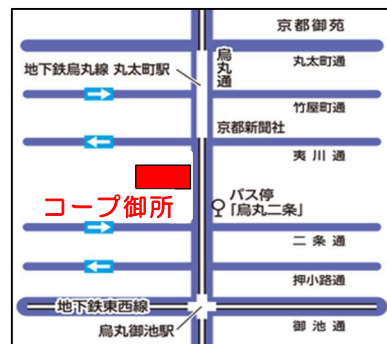 京都御苑
烏丸通
地下鉄烏丸線 丸太町駅
丸太町通
竹屋町通
京都新聞社
夷川通
コープ御所
バス停
「烏丸二条」
二条通
押小路通
地下鉄東西線
烏丸御池駅
御池通